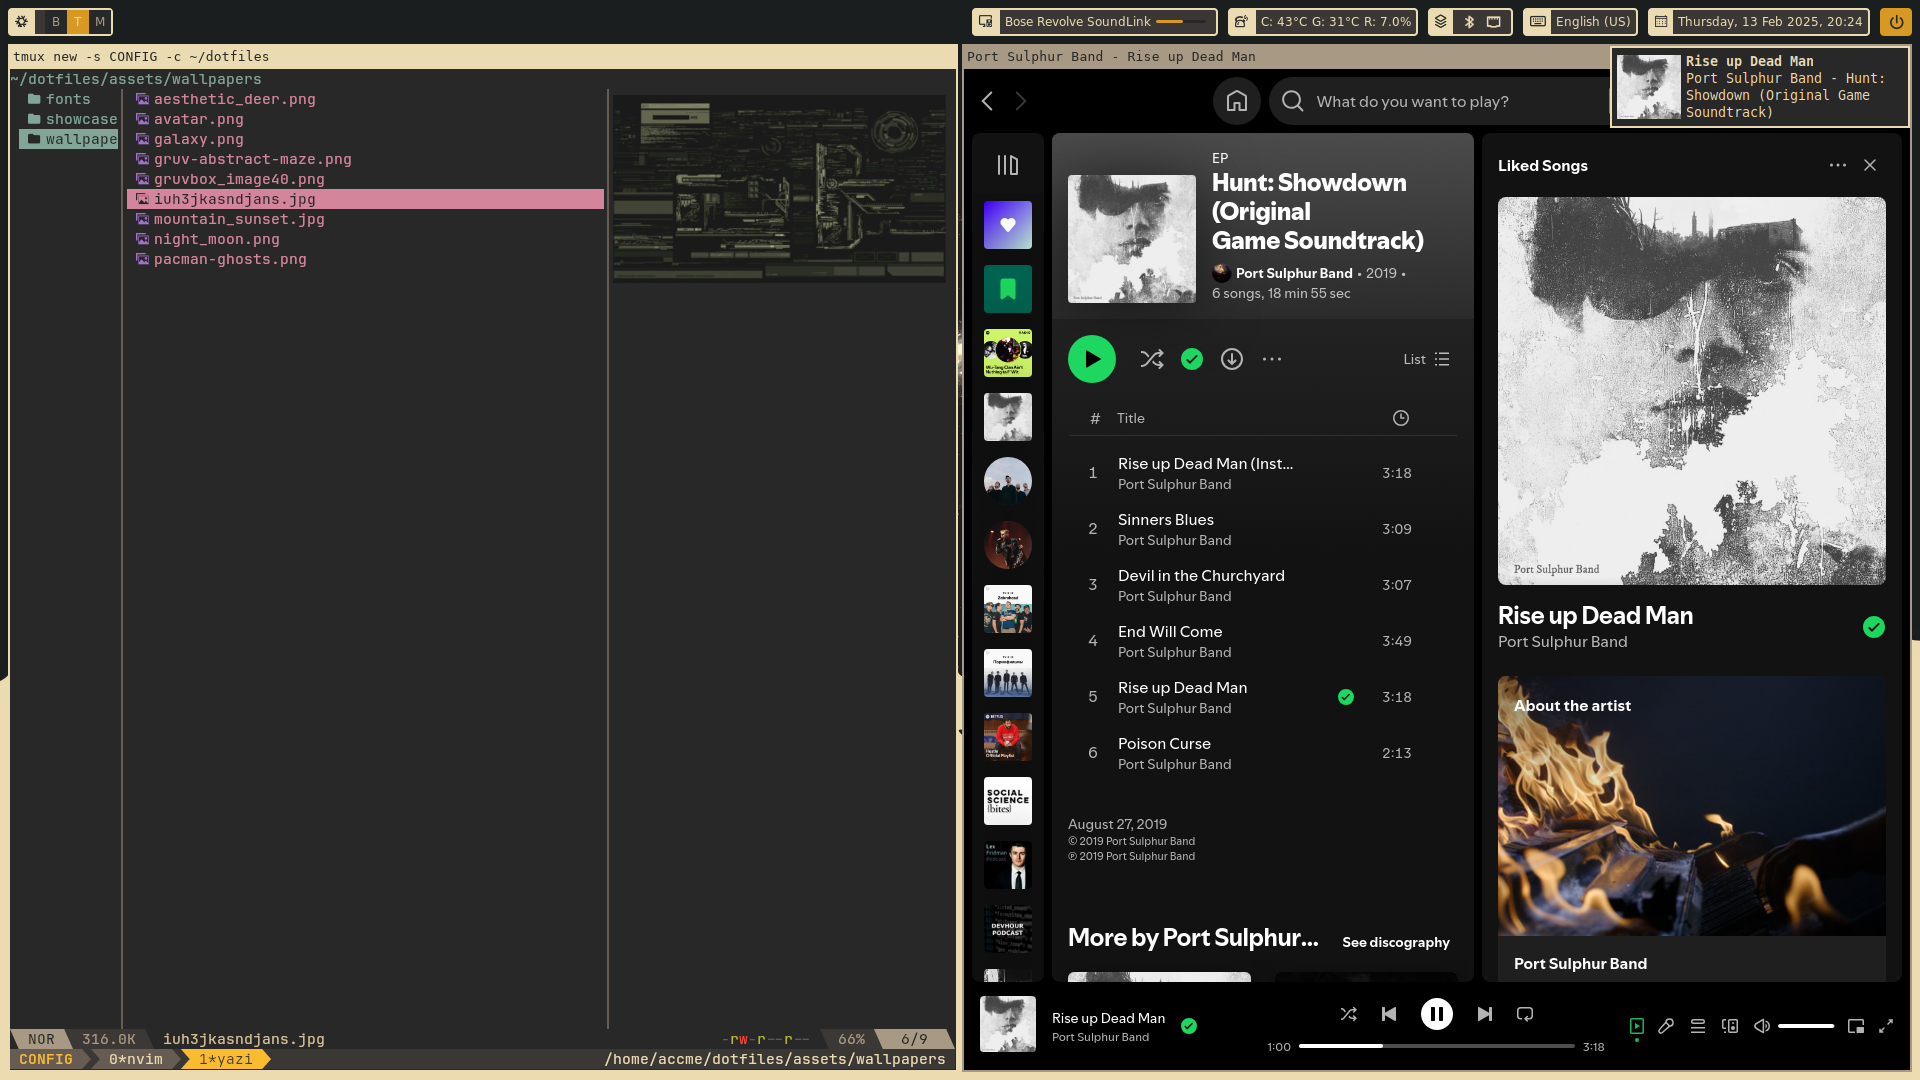 B T M
Bose Revolve SoundLink
C: 43°C G: 31°C R: 7.0%
English (US)
Thursday, 13 Feb 2025, 20:24
tmux new -s CONFIG -c ~/dotfiles
~/dotfiles/assets/wallpapers
fonts
showcase
wallpape
aesthetic_deer.png
avatar.png
galaxy.png
gruv-abstract-maze.png
gruvbox_image40.png
iuh3jkasndjans.jpg
mountain_sunset.jpg
night_moon.png
pacman-ghosts.png
NOR 316.0K iuh3jkasndjans.jpg -rw-r--r-- 66% 6/9
CONFIG 0*nvim 1*yazi /home/accme/dotfiles/assets/wallpapers
Port Sulphur Band - Rise up Dead Man
What do you want to play?
Rise up Dead Man
Port Sulphur Band - Hunt:
Showdown (Original Game
Soundtrack)
EP
Hunt: Showdown
(Original
Game Soundtrack)
Port Sulphur Band • 2019 •
6 songs, 18 min 55 sec
List
# Title
1 Rise up Dead Man (Inst... 3:18
Port Sulphur Band
2 Sinners Blues 3:09
Port Sulphur Band
3 Devil in the Churchyard 3:07
Port Sulphur Band
4 End Will Come 3:49
Port Sulphur Band
5 Rise up Dead Man 3:18
Port Sulphur Band
6 Poison Curse 2:13
Port Sulphur Band
August 27, 2019
© 2019 Port Sulphur Band
℗ 2019 Port Sulphur Band
More by Port Sulphur... See discography
SOCIAL
SCIENCE
(bites)
Lex
Fridman
Podcast
DEVHOUR
PODCAST
Liked Songs
Port Sulphur Band
Rise up Dead Man
Port Sulphur Band
About the artist
Port Sulphur Band
Rise up Dead Man
Port Sulphur Band
1:00 3:18